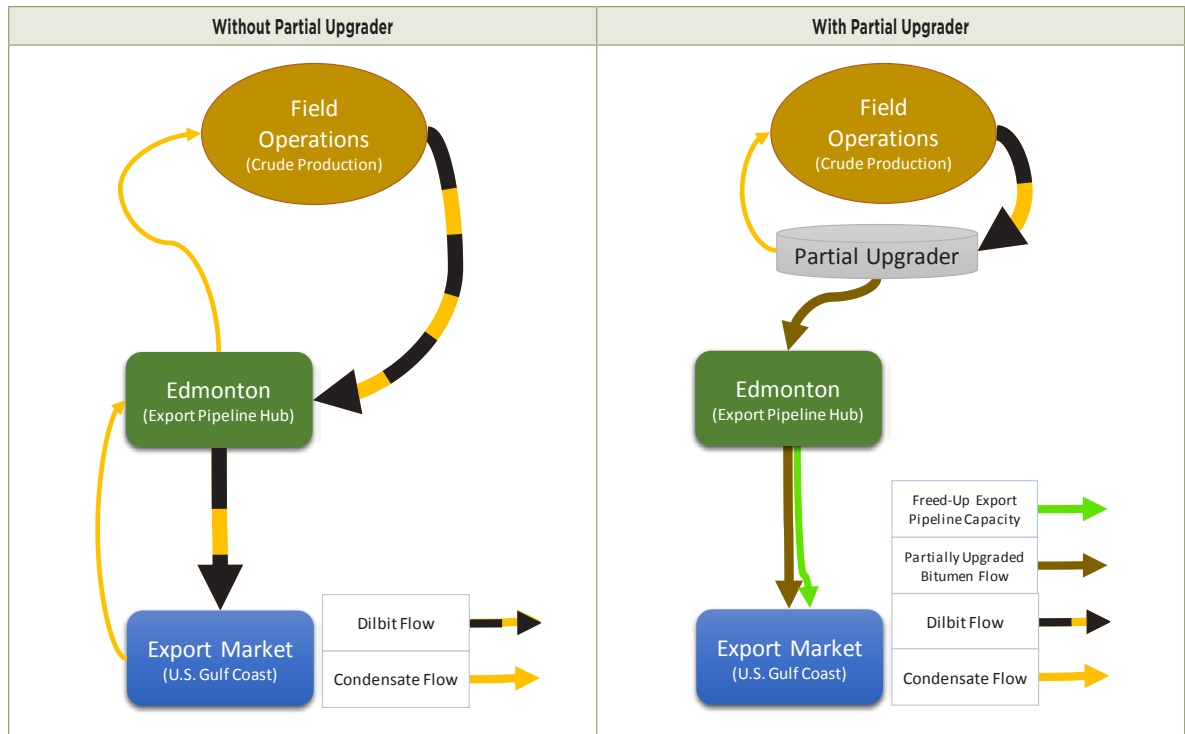 Without Partial Upgrader
With Partial Upgrader
Field
Operations
(Crude Production)
Edmonton
(Export Pipeline Hub)
Export Market
(U.S. Gulf Coast)
Dilbit Flow
Condensate Flow
Field
Operations
(Crude Production)
Partial Upgrader
Edmonton
(Export Pipeline Hub)
Export Market
(U.S. Gulf Coast)
Freed-Up Export
Pipeline Capacity
Partially Upgraded
Bitumen Flow
Dilbit Flow
Condensate Flow